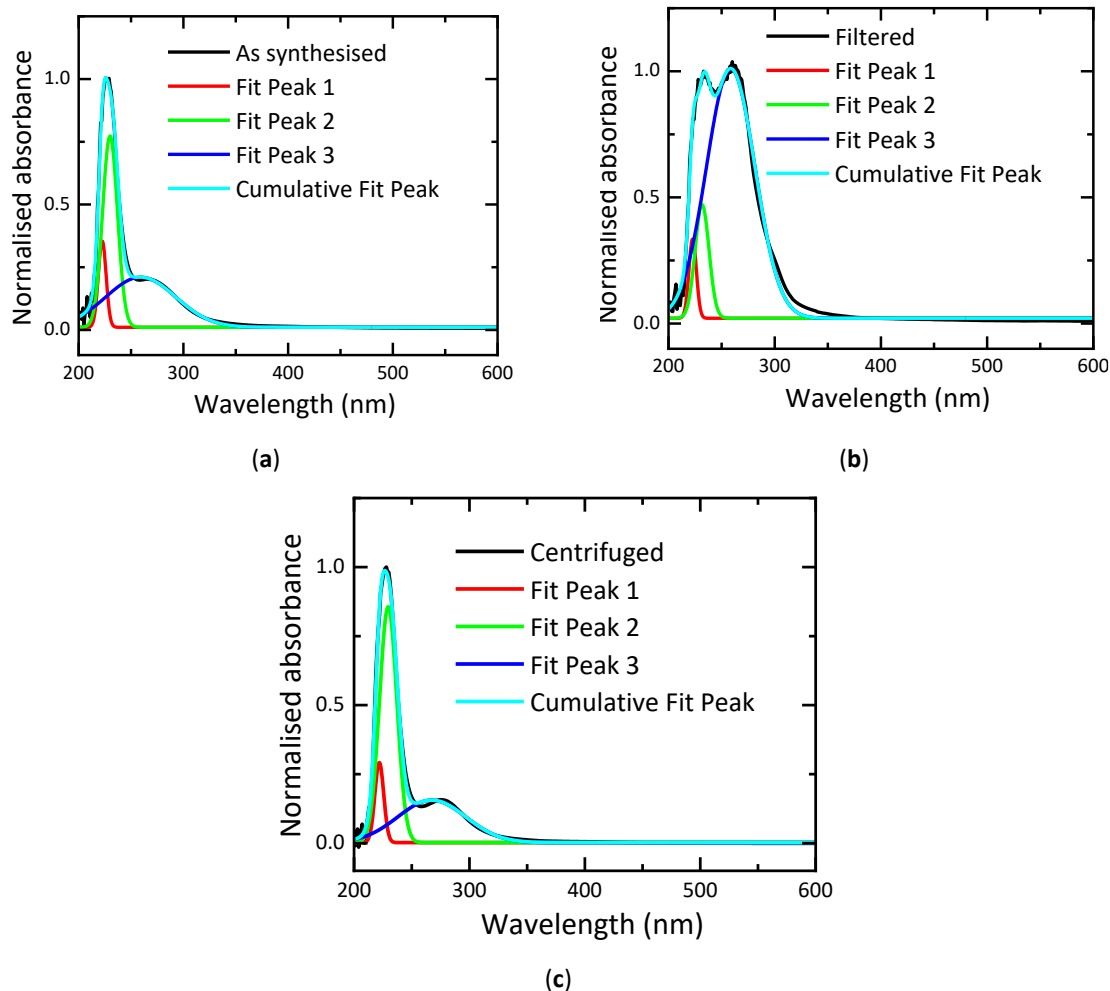 Normalised absorbance
1.0
0.5
0.0
As synthesised
Fit Peak 1
Fit Peak 2
Fit Peak 3
Cumulative Fit Peak
200 300 400 500 600
Wavelength (nm)
(a)
Normalised absorbance
1.0
0.5
0.0
Filtered
Fit Peak 1
Fit Peak 2
Fit Peak 3
Cumulative Fit Peak
200 300 400 500 600
Wavelength (nm)
(b)
Normalised absorbance
1.0
0.5
0.0
Centrifuged
Fit Peak 1
Fit Peak 2
Fit Peak 3
Cumulative Fit Peak
200 300 400 500 600
Wavelength (nm)
(c)